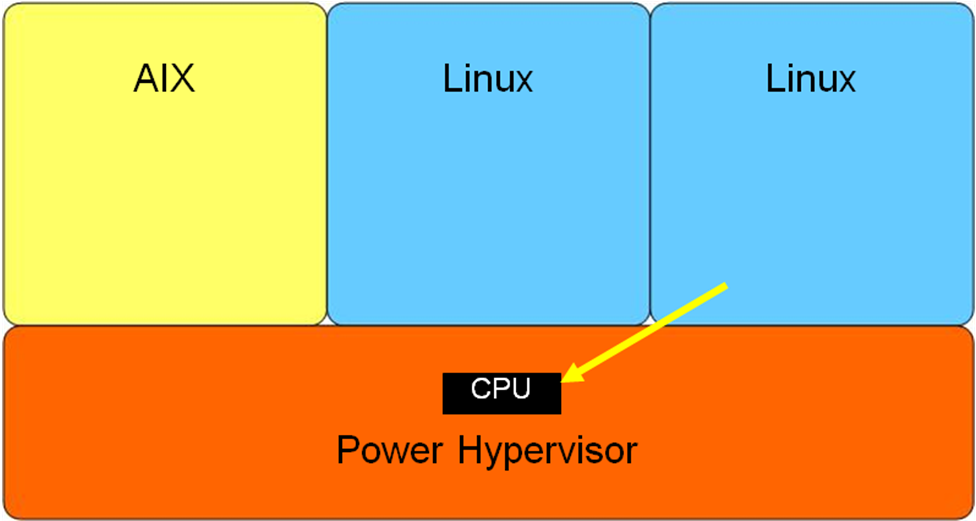 AIX
Linux
Linux
CPU
Power Hypervisor